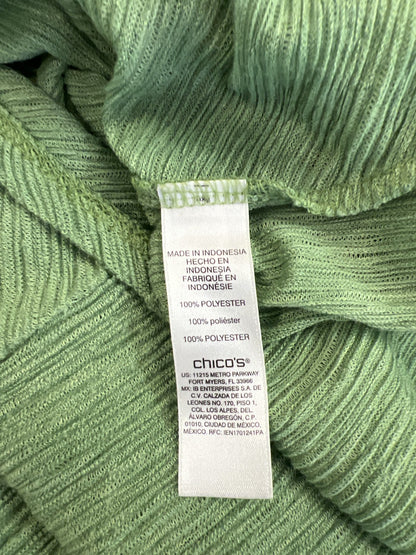 MADE IN INDONESIA
HECHO EN
INDONESIA
FABRIQUÉ EN
INDONÉSIE
100% POLYESTER
100% poliéster
100% POLYESTER
chico's®
US: 11215 METRO PARKWAY
FORT MYERS, FL 33966
MX: IB ENTERPRISES S.A. DE
C.V. CALZADA DE LOS
LEONES NO. 170, PISO 1,
COL. LOS ALPES, DEL.
ÁLVARO OBREGÓN, C.P.
01010. CIUDAD DE MÉXICO,
MÉXICO. RFC: IEN1701241PA